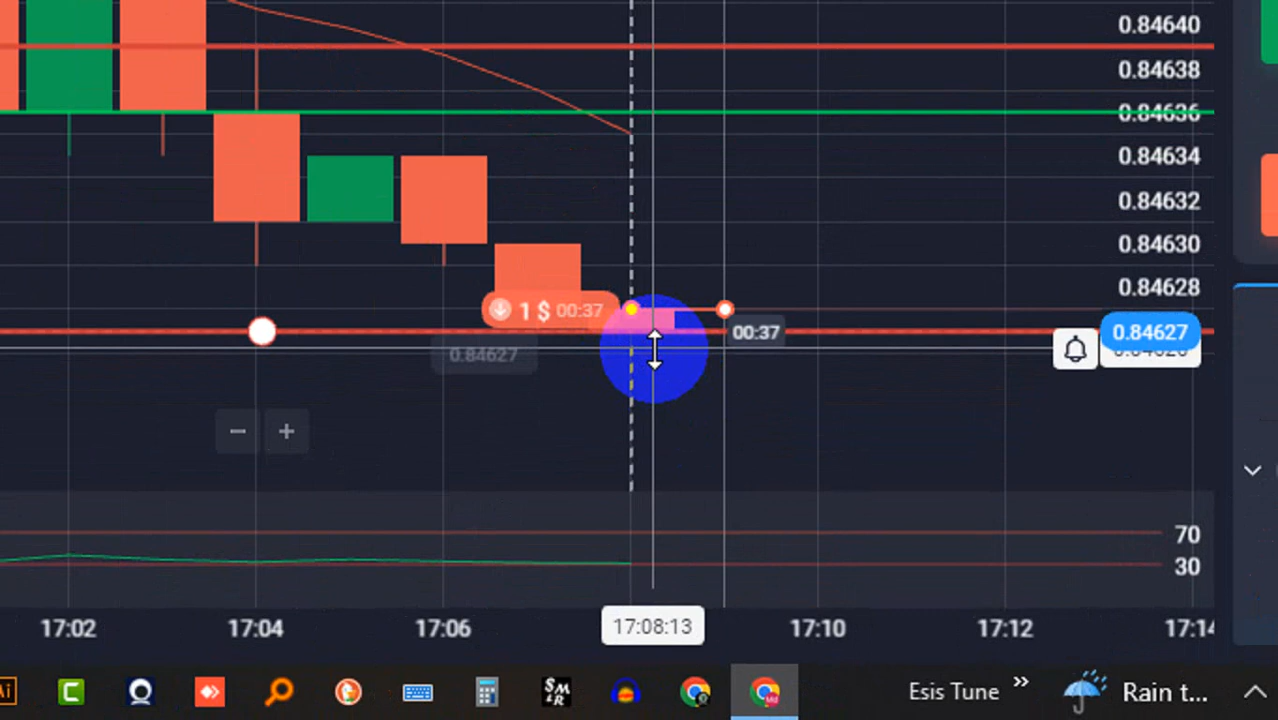 0.84640
0.84638
0.84636
0.84634
0.84632
0.84630
0.84628
1 $ 00:37
00:37
0.84627
0.84627
70
30
17:02
17:04
17:06
17:08:13
17:10
17:12
17:14
Ai
C
S
M
R
Esis Tune
Rain t...